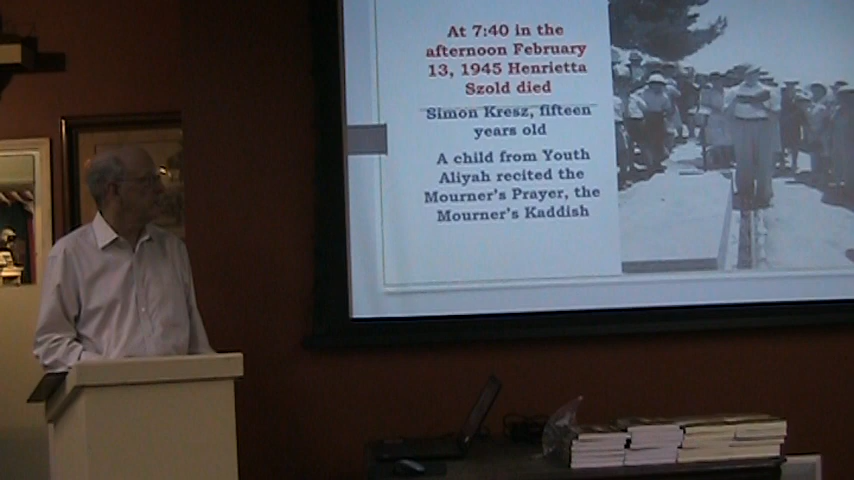 At 7:40 in the
afternoon February
13, 1945 Henrietta
Szold died
Simon Kresz, fifteen
years old
A child from Youth
Aliyah recited the
Mourner's Prayer, the
Mourner's Kaddish